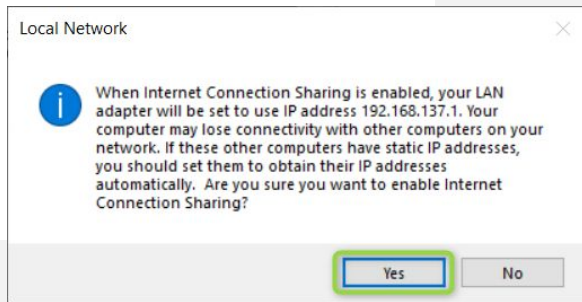 Local Network
When Internet Connection Sharing is enabled, your LAN
adapter will be set to use IP address 192.168.137.1. Your
computer may lose connectivity with other computers on your
network. If these other computers have static IP addresses,
you should set them to obtain their IP addresses
automatically.  Are you sure you want to enable Internet
Connection Sharing?
Yes
No